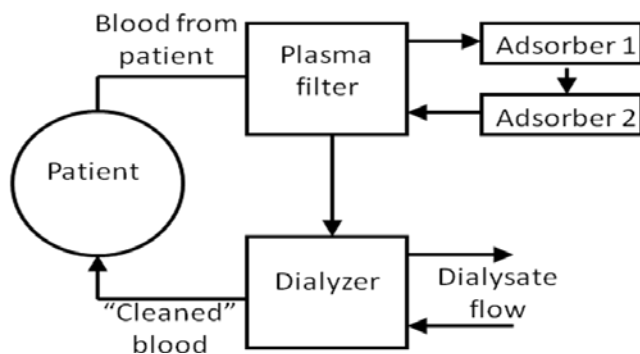 Blood from
patient
Plasma
filter
Adsorber 1
Adsorber 2
Patient
Dialyzer
Dialysate
flow
“Cleaned”
blood